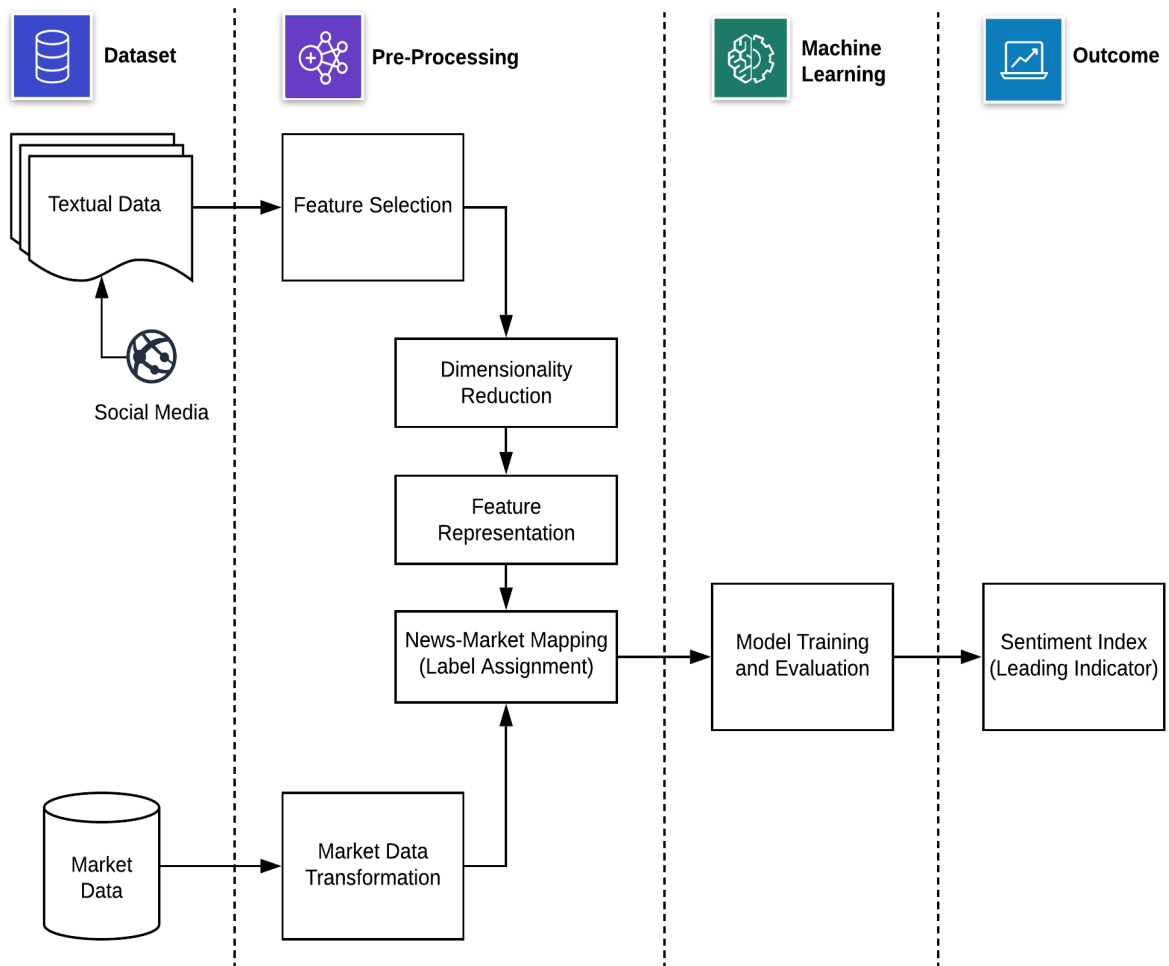 Dataset
Pre-Processing
Machine
Learning
Outcome
Textual Data
Feature Selection
Social Media
Dimensionality
Reduction
Feature
Representation
News-Market Mapping
(Label Assignment)
Model Training
and Evaluation
Sentiment Index
(Leading Indicator)
Market
Data
Market Data
Transformation